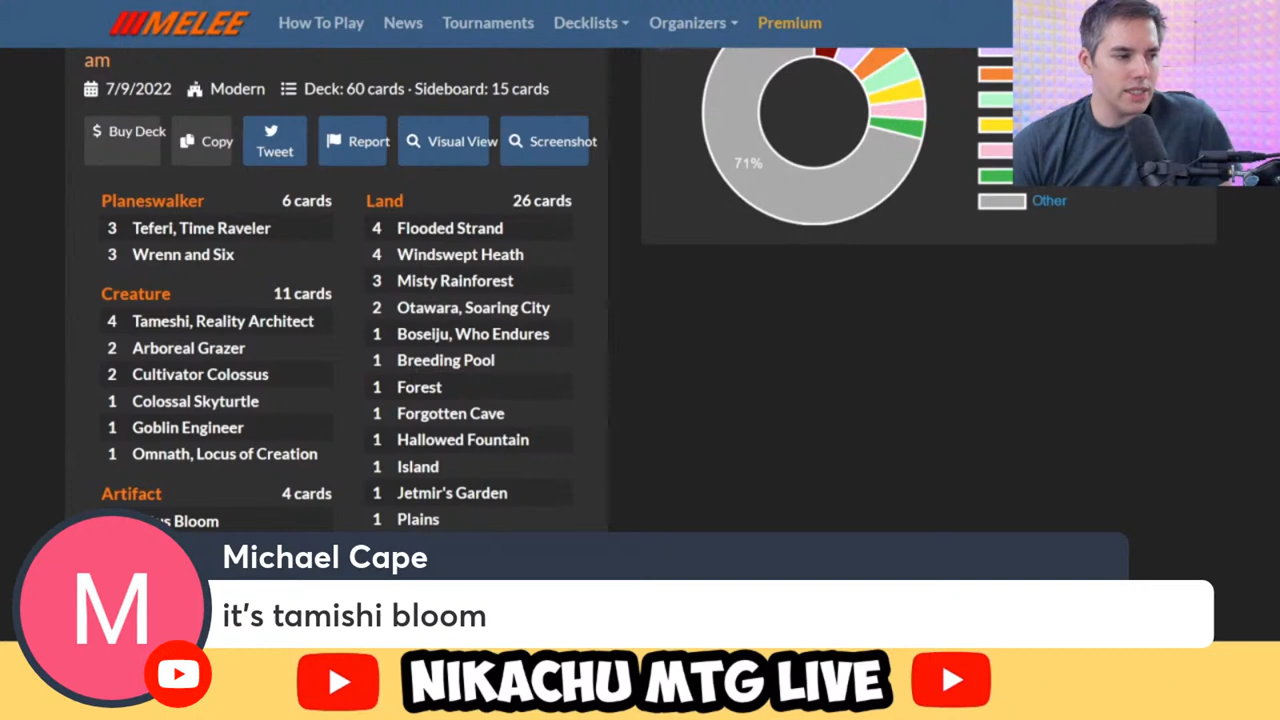 MELEE How To Play News Tournaments Decklists Organizers Premium
am
7/9/2022 Modern Deck: 60 cards · Sideboard: 15 cards
$ Buy Deck Copy Tweet Report Visual View Screenshot
Planeswalker 6 cards
3 Teferi, Time Raveler
3 Wrenn and Six
Creature 11 cards
4 Tameshi, Reality Architect
2 Arboreal Grazer
2 Cultivator Colossus
1 Colossal Skyturtle
1 Goblin Engineer
1 Omnath, Locus of Creation
Artifact 4 cards
Bloom
Land 26 cards
4 Flooded Strand
4 Windswept Heath
3 Misty Rainforest
2 Otawara, Soaring City
1 Boseiju, Who Endures
1 Breeding Pool
1 Forest
1 Forgotten Cave
1 Hallowed Fountain
1 Island
1 Jetmir's Garden
1 Plains
71%
Other
M
Michael Cape
it's tamishi bloom
NIKACHU MTG LIVE